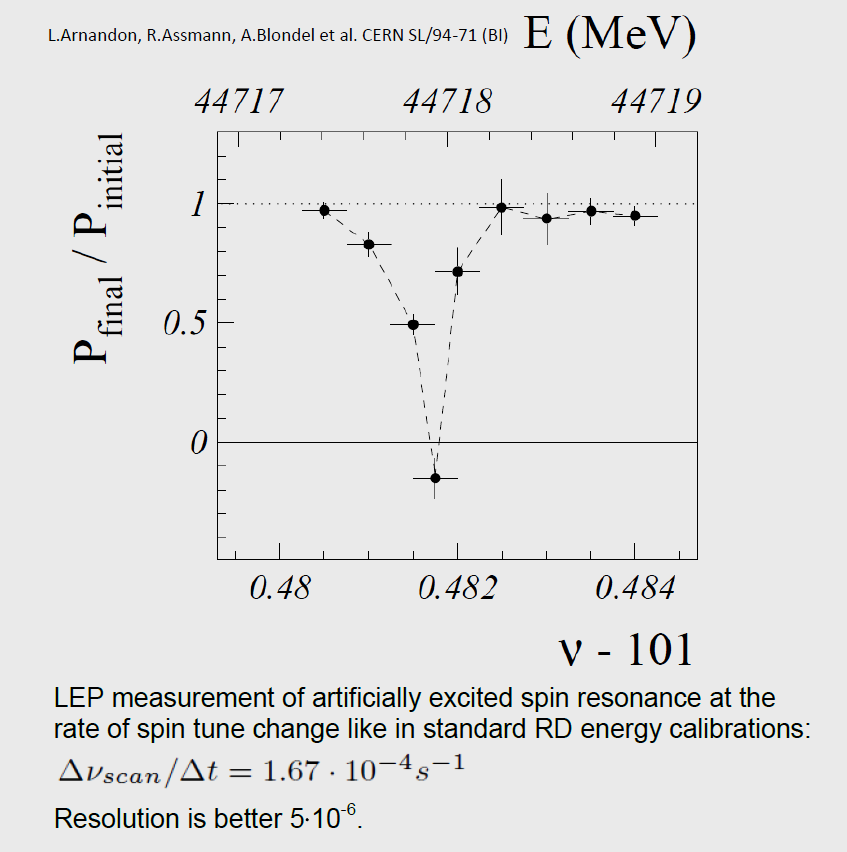 L.Arnandon, R.Assmann, A.Blondel et al. CERN SL/94-71 (BI) E (MeV)
44717 44718 44719
P final / P initial
1
0.5
0
0.48 0.482 0.484
ν - 101
LEP measurement of artificially excited spin resonance at the
rate of spin tune change like in standard RD energy calibrations:
Δν_scan/Δt = 1.67 · 10⁻⁴ s⁻¹
Resolution is better 5·10⁻⁶.